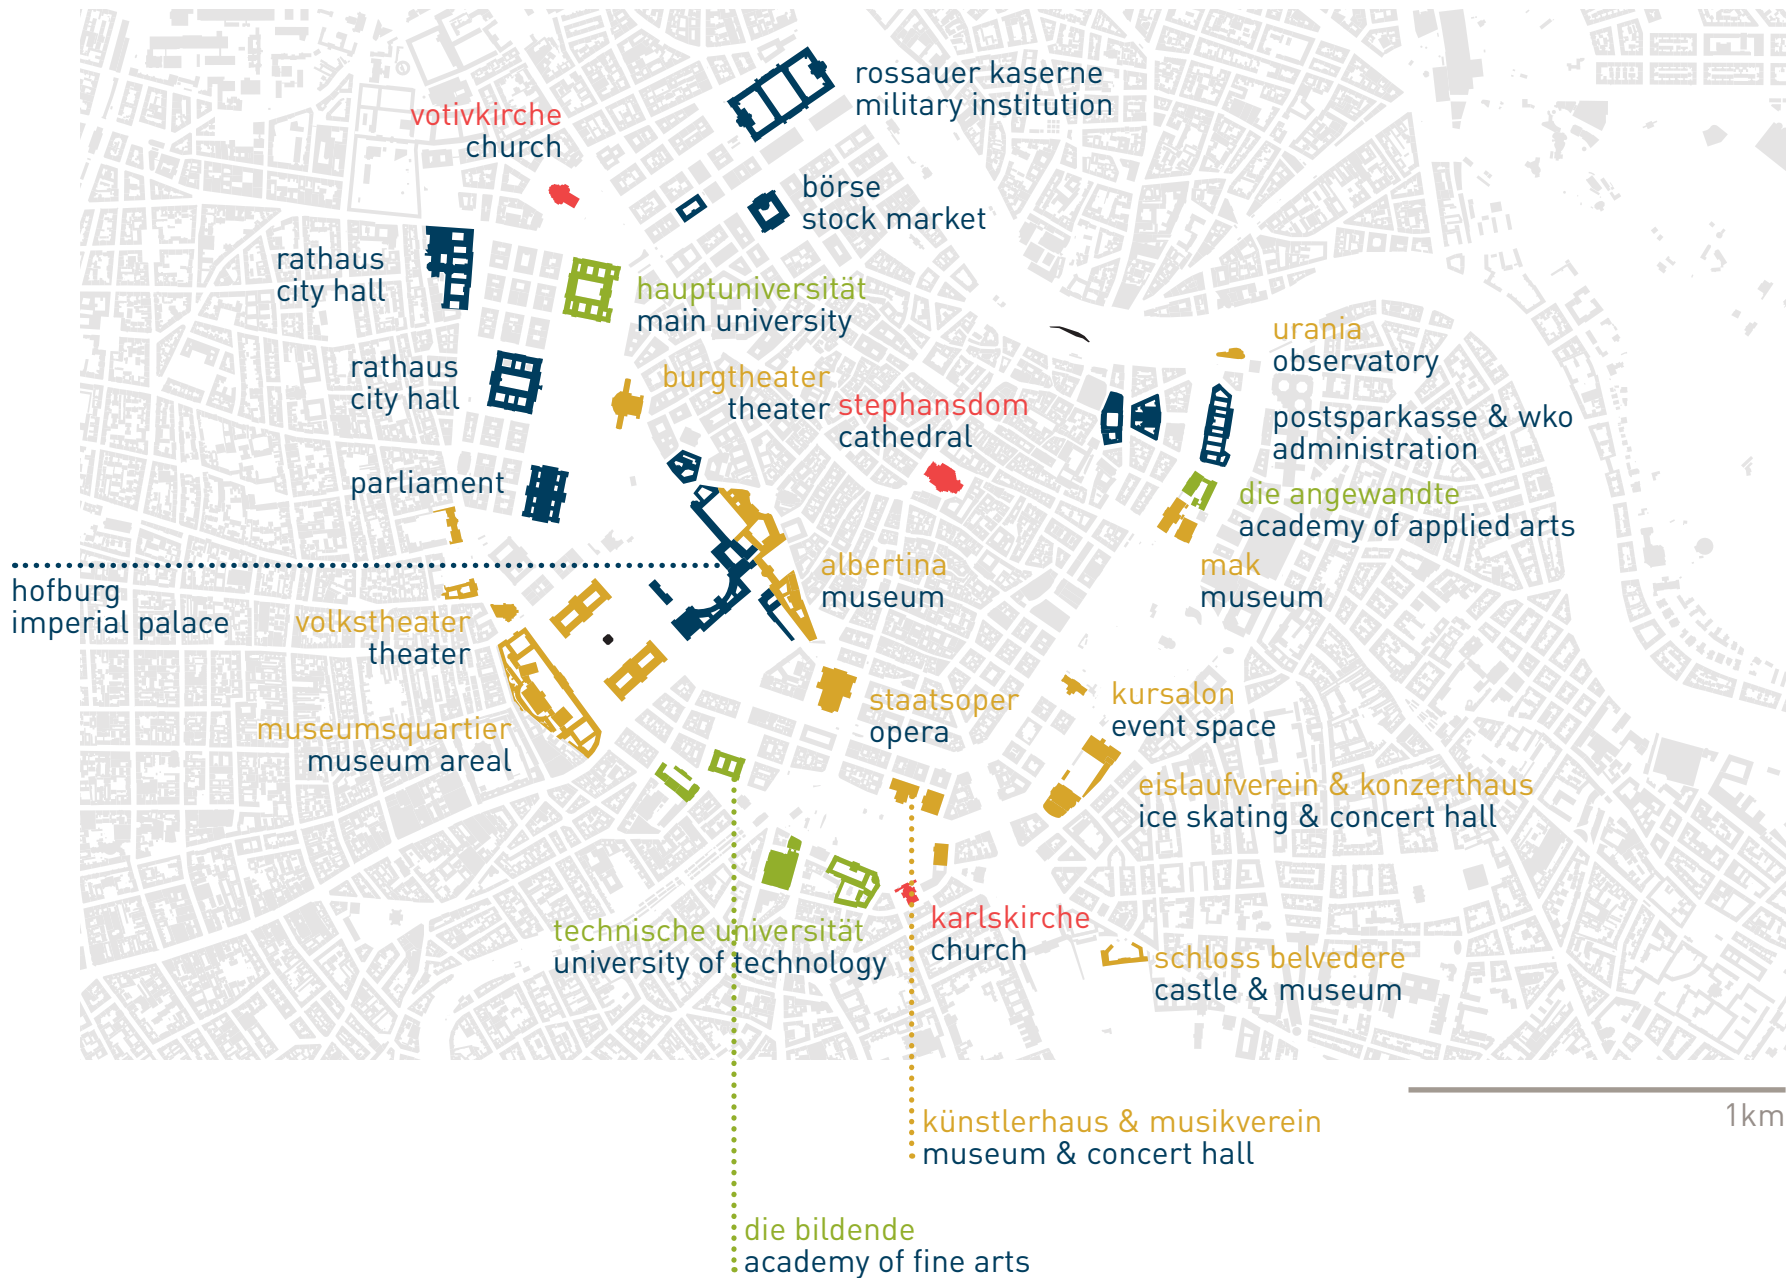 rossauer kaserne
military institution
votivkirche
church
börse
stock market
rathaus
city hall
hauptuniversität
main university
urania
observatory
rathaus
city hall
burgtheater
theater
stephansdom
cathedral
postsparkasse & wko
administration
parliament
die angewandte
academy of applied arts
albertina
museum
mak
museum
hofburg
imperial palace
volkstheater
theater
staatsoper
opera
kursalon
event space
museumsquartier
museum areal
eislaufverein & konzerthaus
ice skating & concert hall
technische universität
university of technology
karlskirche
church
schloss belvedere
castle & museum
1km
künstlerhaus & musikverein
museum & concert hall
die bildende
academy of fine arts